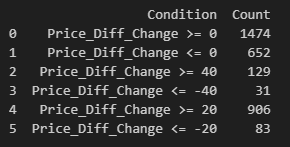 Condition Count
0 Price_Diff_Change >= 0 1474
1 Price_Diff_Change <= 0 652
2 Price_Diff_Change >= 40 129
3 Price_Diff_Change <= -40 31
4 Price_Diff_Change >= 20 906
5 Price_Diff_Change <= -20 83